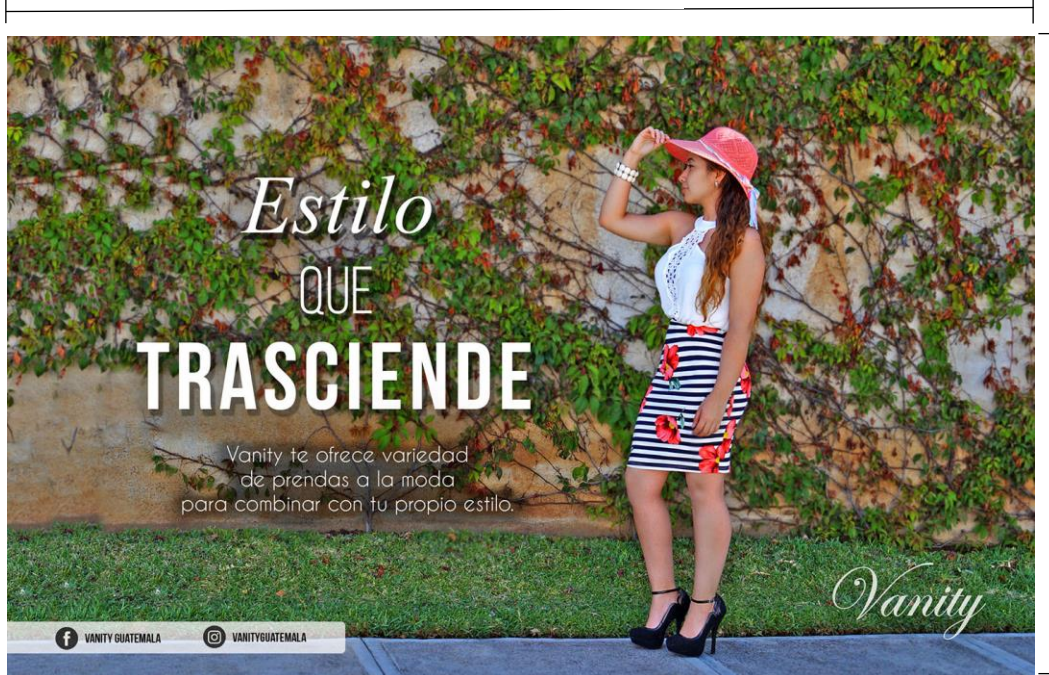 Estilo
QUE
TRASCIENDE
Vanity te ofrece variedad
de prendas a la moda
para combinar con tu propio estilo.
Vanity
VANITY GUATEMALA
VANITYGUATEMALA